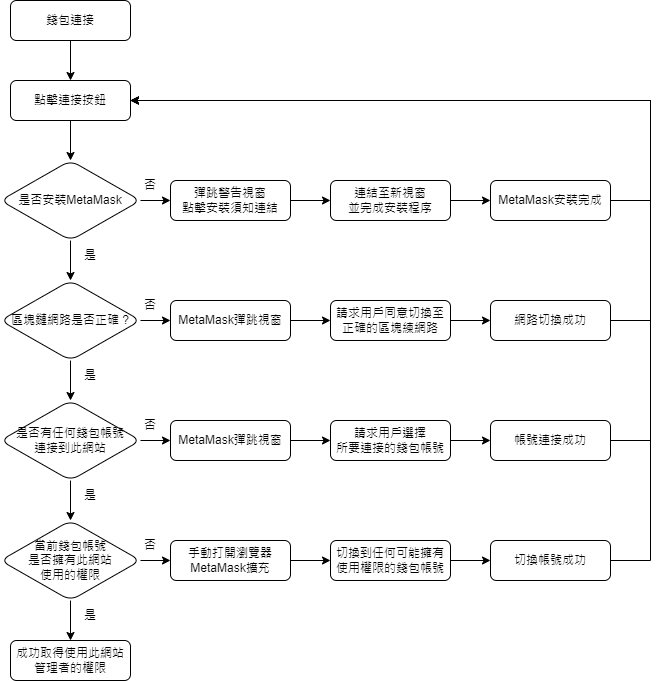 錢包連接
點擊連接按鈕
是否安裝MetaMask
否
彈跳警告視窗
點擊安裝須知連結
連結至新視窗
並完成安裝程序
MetaMask安裝完成
是
區塊鏈網路是否正確？
否
MetaMask彈跳視窗
請求用戶同意切換至
正確的區塊練網路
網路切換成功
是
是否有任何錢包帳號
連接到此網站
否
MetaMask彈跳視窗
請求用戶選擇
所要連接的錢包帳號
帳號連接成功
是
當前錢包帳號
是否擁有此網站
使用的權限
否
手動打開瀏覽器
MetaMask擴充
切換到任何可能擁有
使用權限的錢包帳號
切換帳號成功
是
成功取得使用此網站
管理者的權限